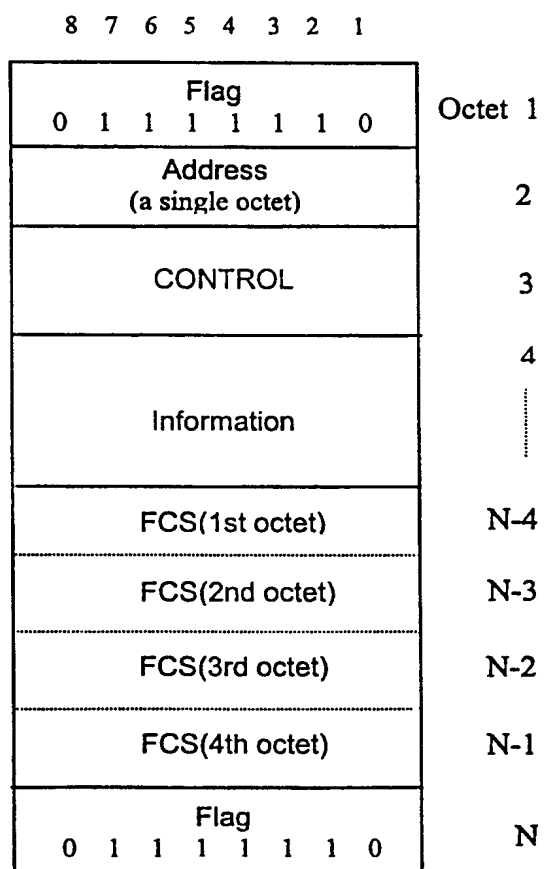 8 7 6 5 4 3 2 1
Flag
0 1 1 1 1 1 1 0
Octet 1
Address
(a single octet)
2
CONTROL
3
4
Information
FCS(1st octet)
N-4
FCS(2nd octet)
N-3
FCS(3rd octet)
N-2
FCS(4th octet)
N-1
Flag
0 1 1 1 1 1 1 0
N